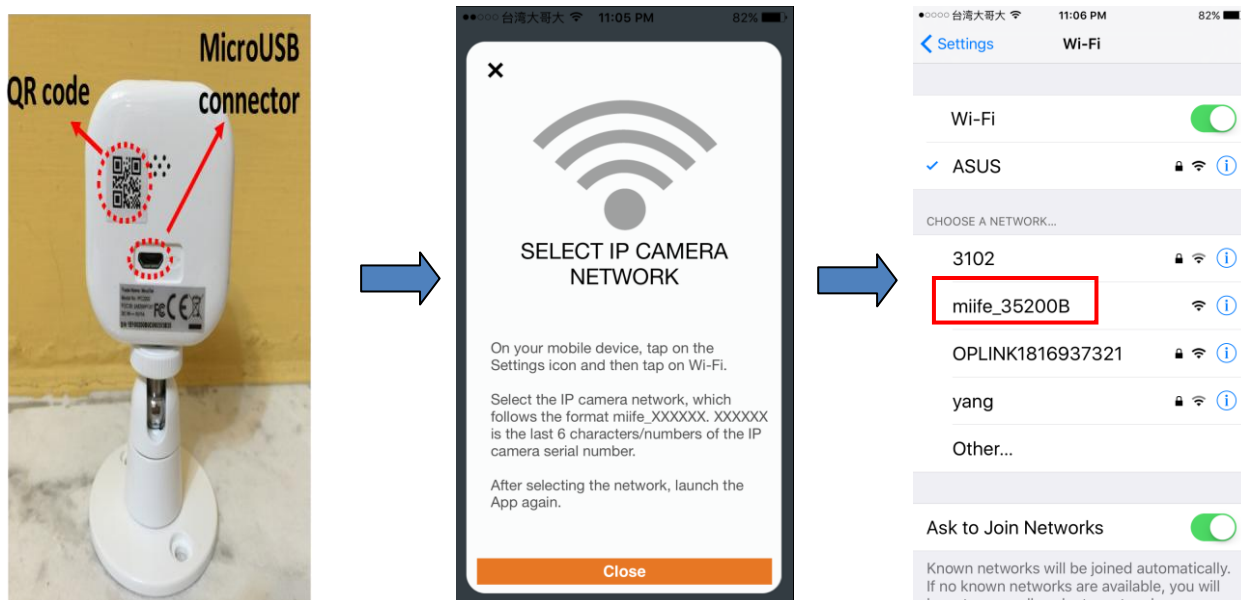 QR code
MicroUSB
connector
FC CE
台湾大哥大 11:05 PM 82%
SELECT IP CAMERA
NETWORK
On your mobile device, tap on the
Settings icon and then tap on Wi-Fi.
Select the IP camera network, which
follows the format miife_XXXXXX. XXXXXX
is the last 6 characters/numbers of the IP
camera serial number.
After selecting the network, launch the
App again.
Close
台湾大哥大 11:06 PM 82%
Settings Wi-Fi
Wi-Fi
ASUS
CHOOSE A NETWORK...
3102
miife_35200B
OPLINK1816937321
yang
Other...
Ask to Join Networks
Known networks will be joined automatically.
If no known networks are available, you will